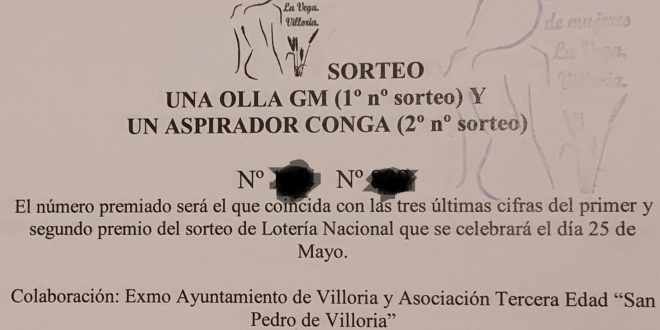 La Vega.
Villoria.
de mujeres
La Vega.
Villoria.
SORTEO
UNA OLLA GM (1º nº sorteo) Y
UN ASPIRADOR CONGA (2º nº sorteo)
Nº Nº
El número premiado será el que coincida con las tres últimas cifras del primer y
segundo premio del sorteo de Lotería Nacional que se celebrará el día 25 de
Mayo.
Colaboración: Exmo Ayuntamiento de Villoria y Asociación Tercera Edad “San
Pedro de Villoria”